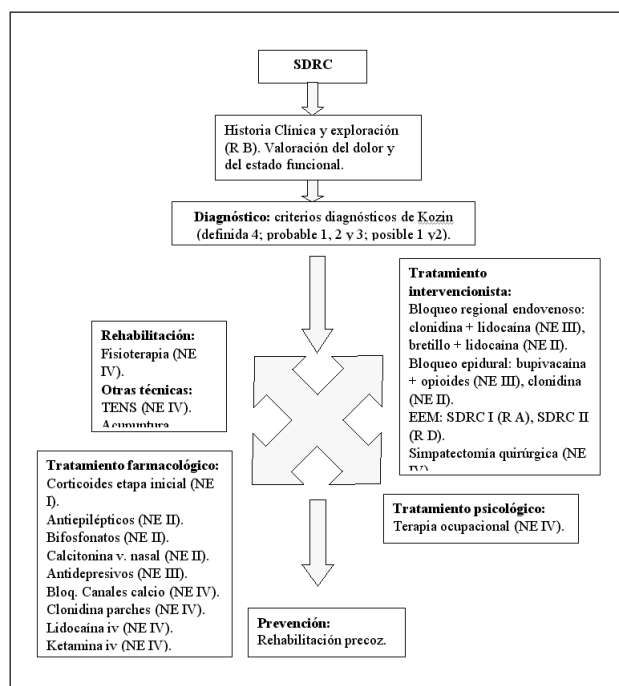 SDRC
Historia Clínica y exploración
(R B). Valoración del dolor y
del estado funcional.
Diagnóstico: criterios diagnósticos de Kozin
(definida 4; probable 1, 2 y 3; posible 1 y2).
Tratamiento
intervencionista:
Bloqueo regional endovenoso:
clonidina + lidocaína (NE III),
bretillo + lidocaína (NE II).
Bloqueo epidural: bupivacaína
+ opioides (NE III), clonidina
(NE II).
EEM: SDRC I (R A), SDRC II
(R D).
Simpatectomía quirúrgica (NE
IV)
Rehabilitación:
Fisioterapia (NE
IV).
Otras técnicas:
TENS (NE IV).
Acupuntura
Tratamiento farmacológico:
Corticoides etapa inicial (NE
I).
Antiepilépticos (NE II).
Bifosfonatos (NE II).
Calcitonina v. nasal (NE II).
Antidepresivos (NE III).
Bloq. Canales calcio (NE IV).
Clonidina parches (NE IV).
Lidocaína iv (NE IV).
Ketamina iv (NE IV).
Tratamiento psicológico:
Terapia ocupacional (NE IV).
Prevención:
Rehabilitación precoz.